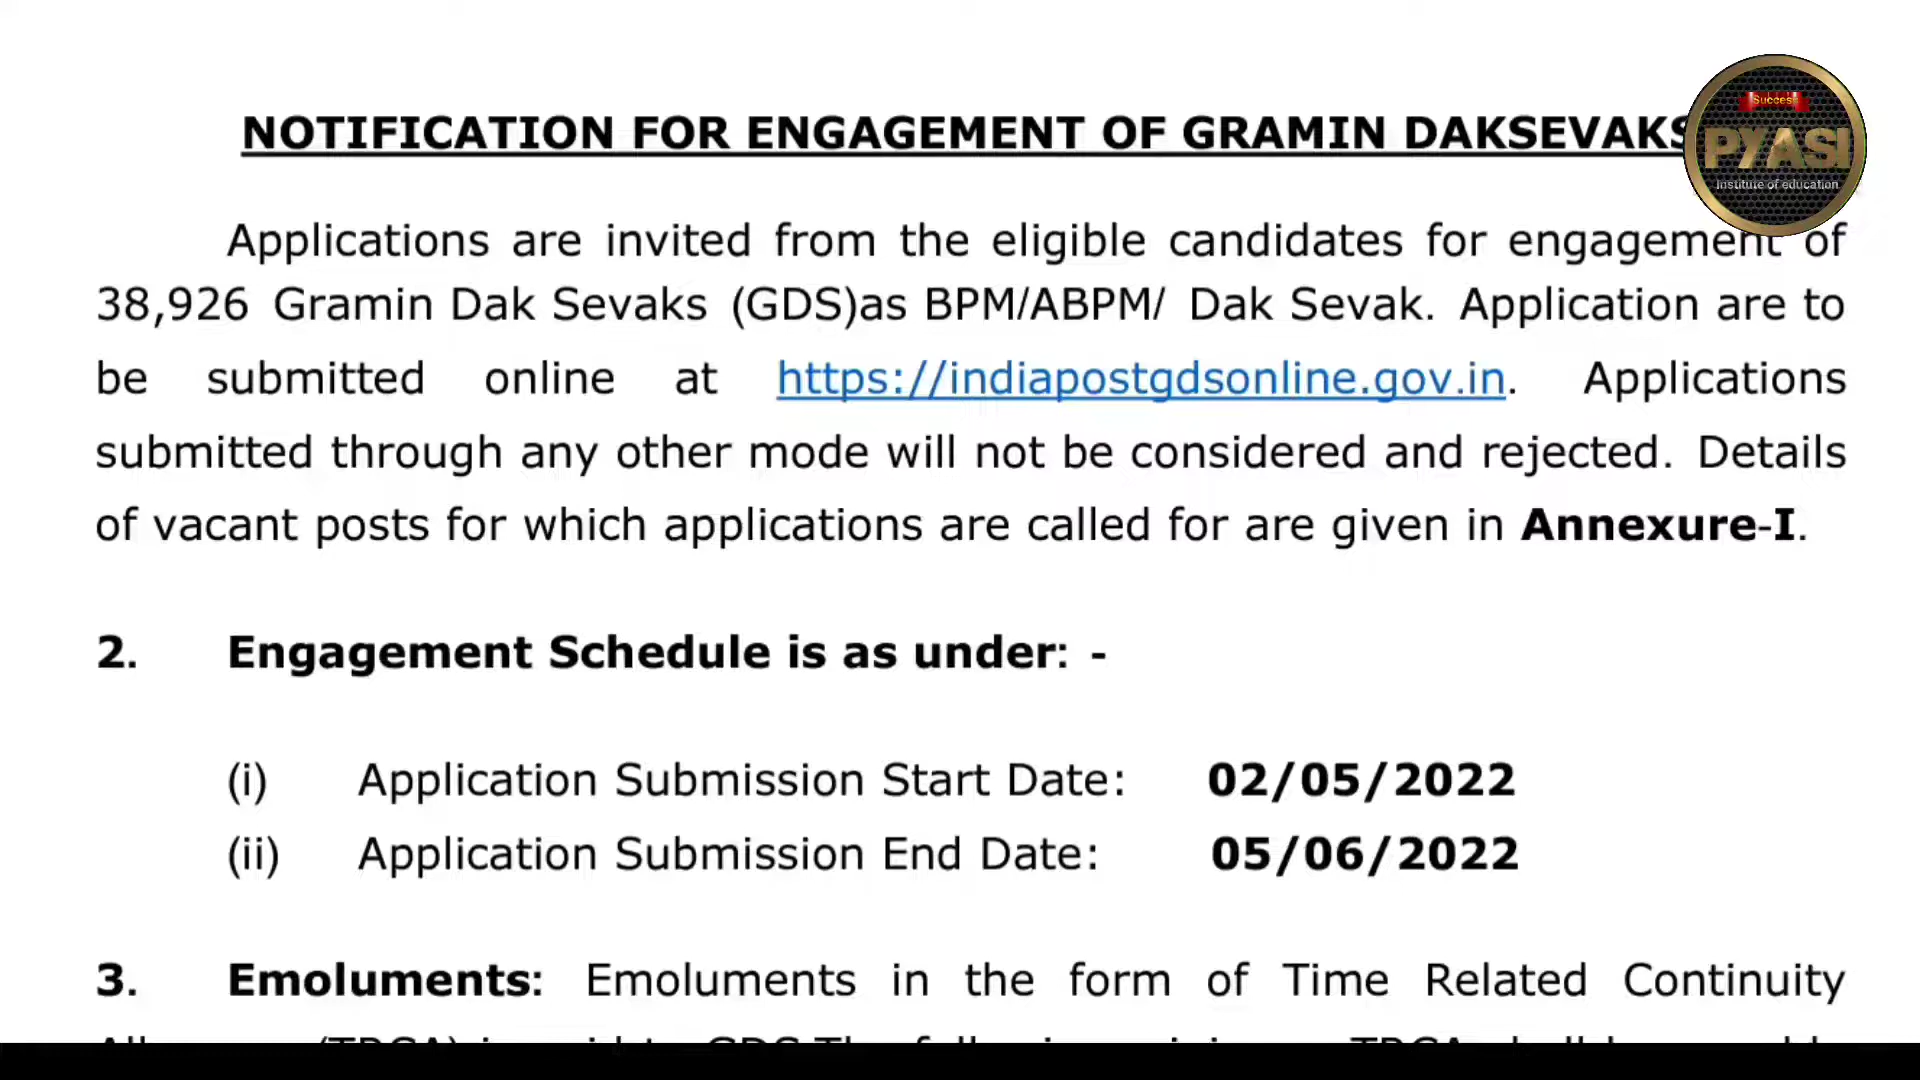 NOTIFICATION FOR ENGAGEMENT OF GRAMIN DAKSEVAKS
Success
PYASI
Institute of education
Applications are invited from the eligible candidates for engagement of
38,926 Gramin Dak Sevaks (GDS)as BPM/ABPM/ Dak Sevak. Application are to
be submitted online at https://indiapostgdsonline.gov.in. Applications
submitted through any other mode will not be considered and rejected. Details
of vacant posts for which applications are called for are given in Annexure-I.
2. Engagement Schedule is as under: -
(i) Application Submission Start Date: 02/05/2022
(ii) Application Submission End Date: 05/06/2022
3. Emoluments: Emoluments in the form of Time Related Continuity